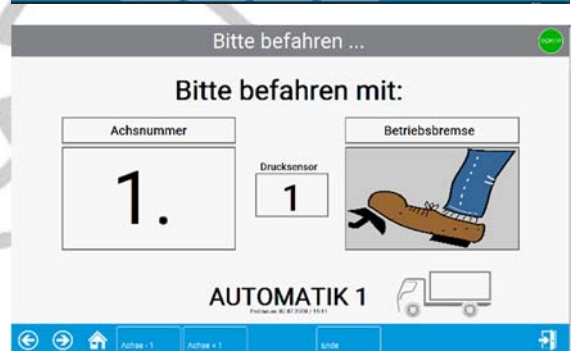 Bitte befahren ...
Bitte befahren mit:
Achsnummer
Betriebsbremse
Drucksensor
1.
1
AUTOMATIK 1
Achse - 1
Achse + 1
Ende